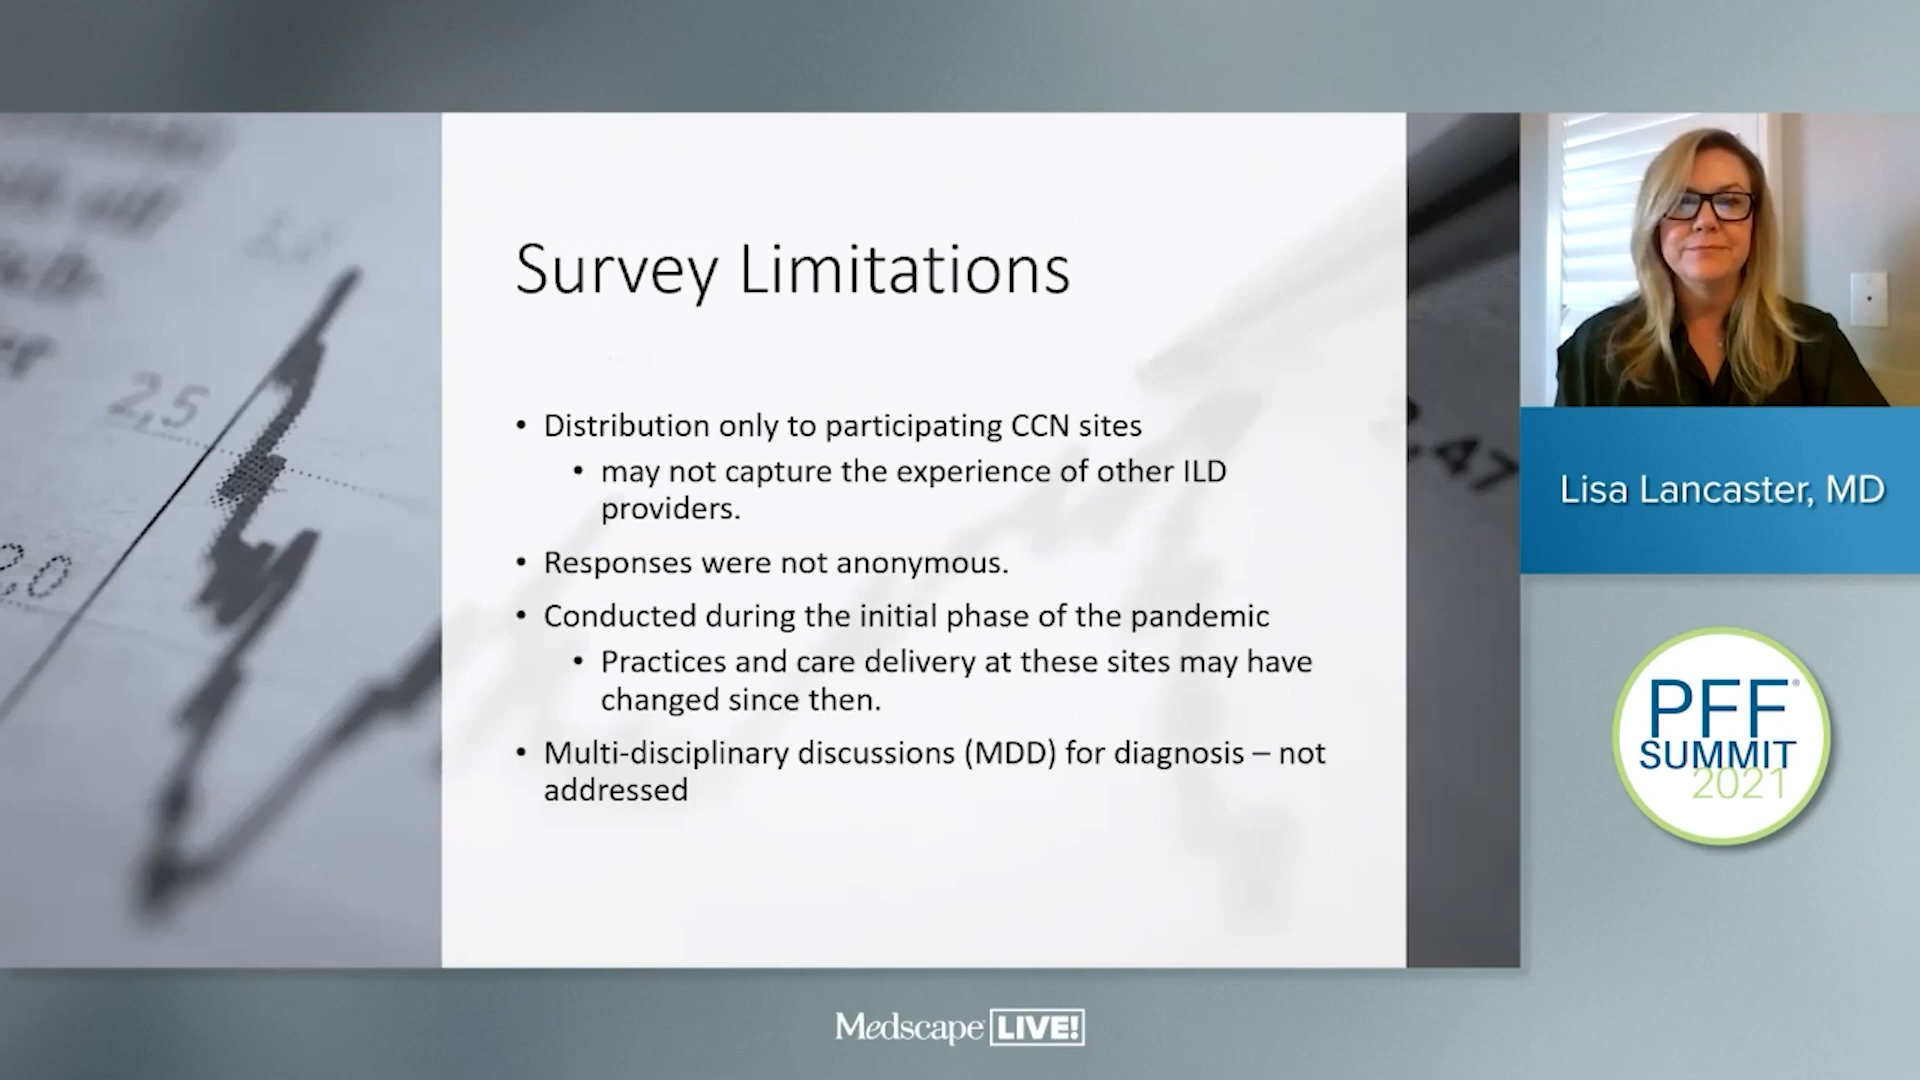 Survey Limitations
• Distribution only to participating CCN sites
• may not capture the experience of other ILD
providers.
• Responses were not anonymous.
• Conducted during the initial phase of the pandemic
• Practices and care delivery at these sites may have
changed since then.
• Multi-disciplinary discussions (MDD) for diagnosis – not
addressed
2,5
2,0
,47
Lisa Lancaster, MD
PFF®
SUMMIT
2021
Medscape LIVE!